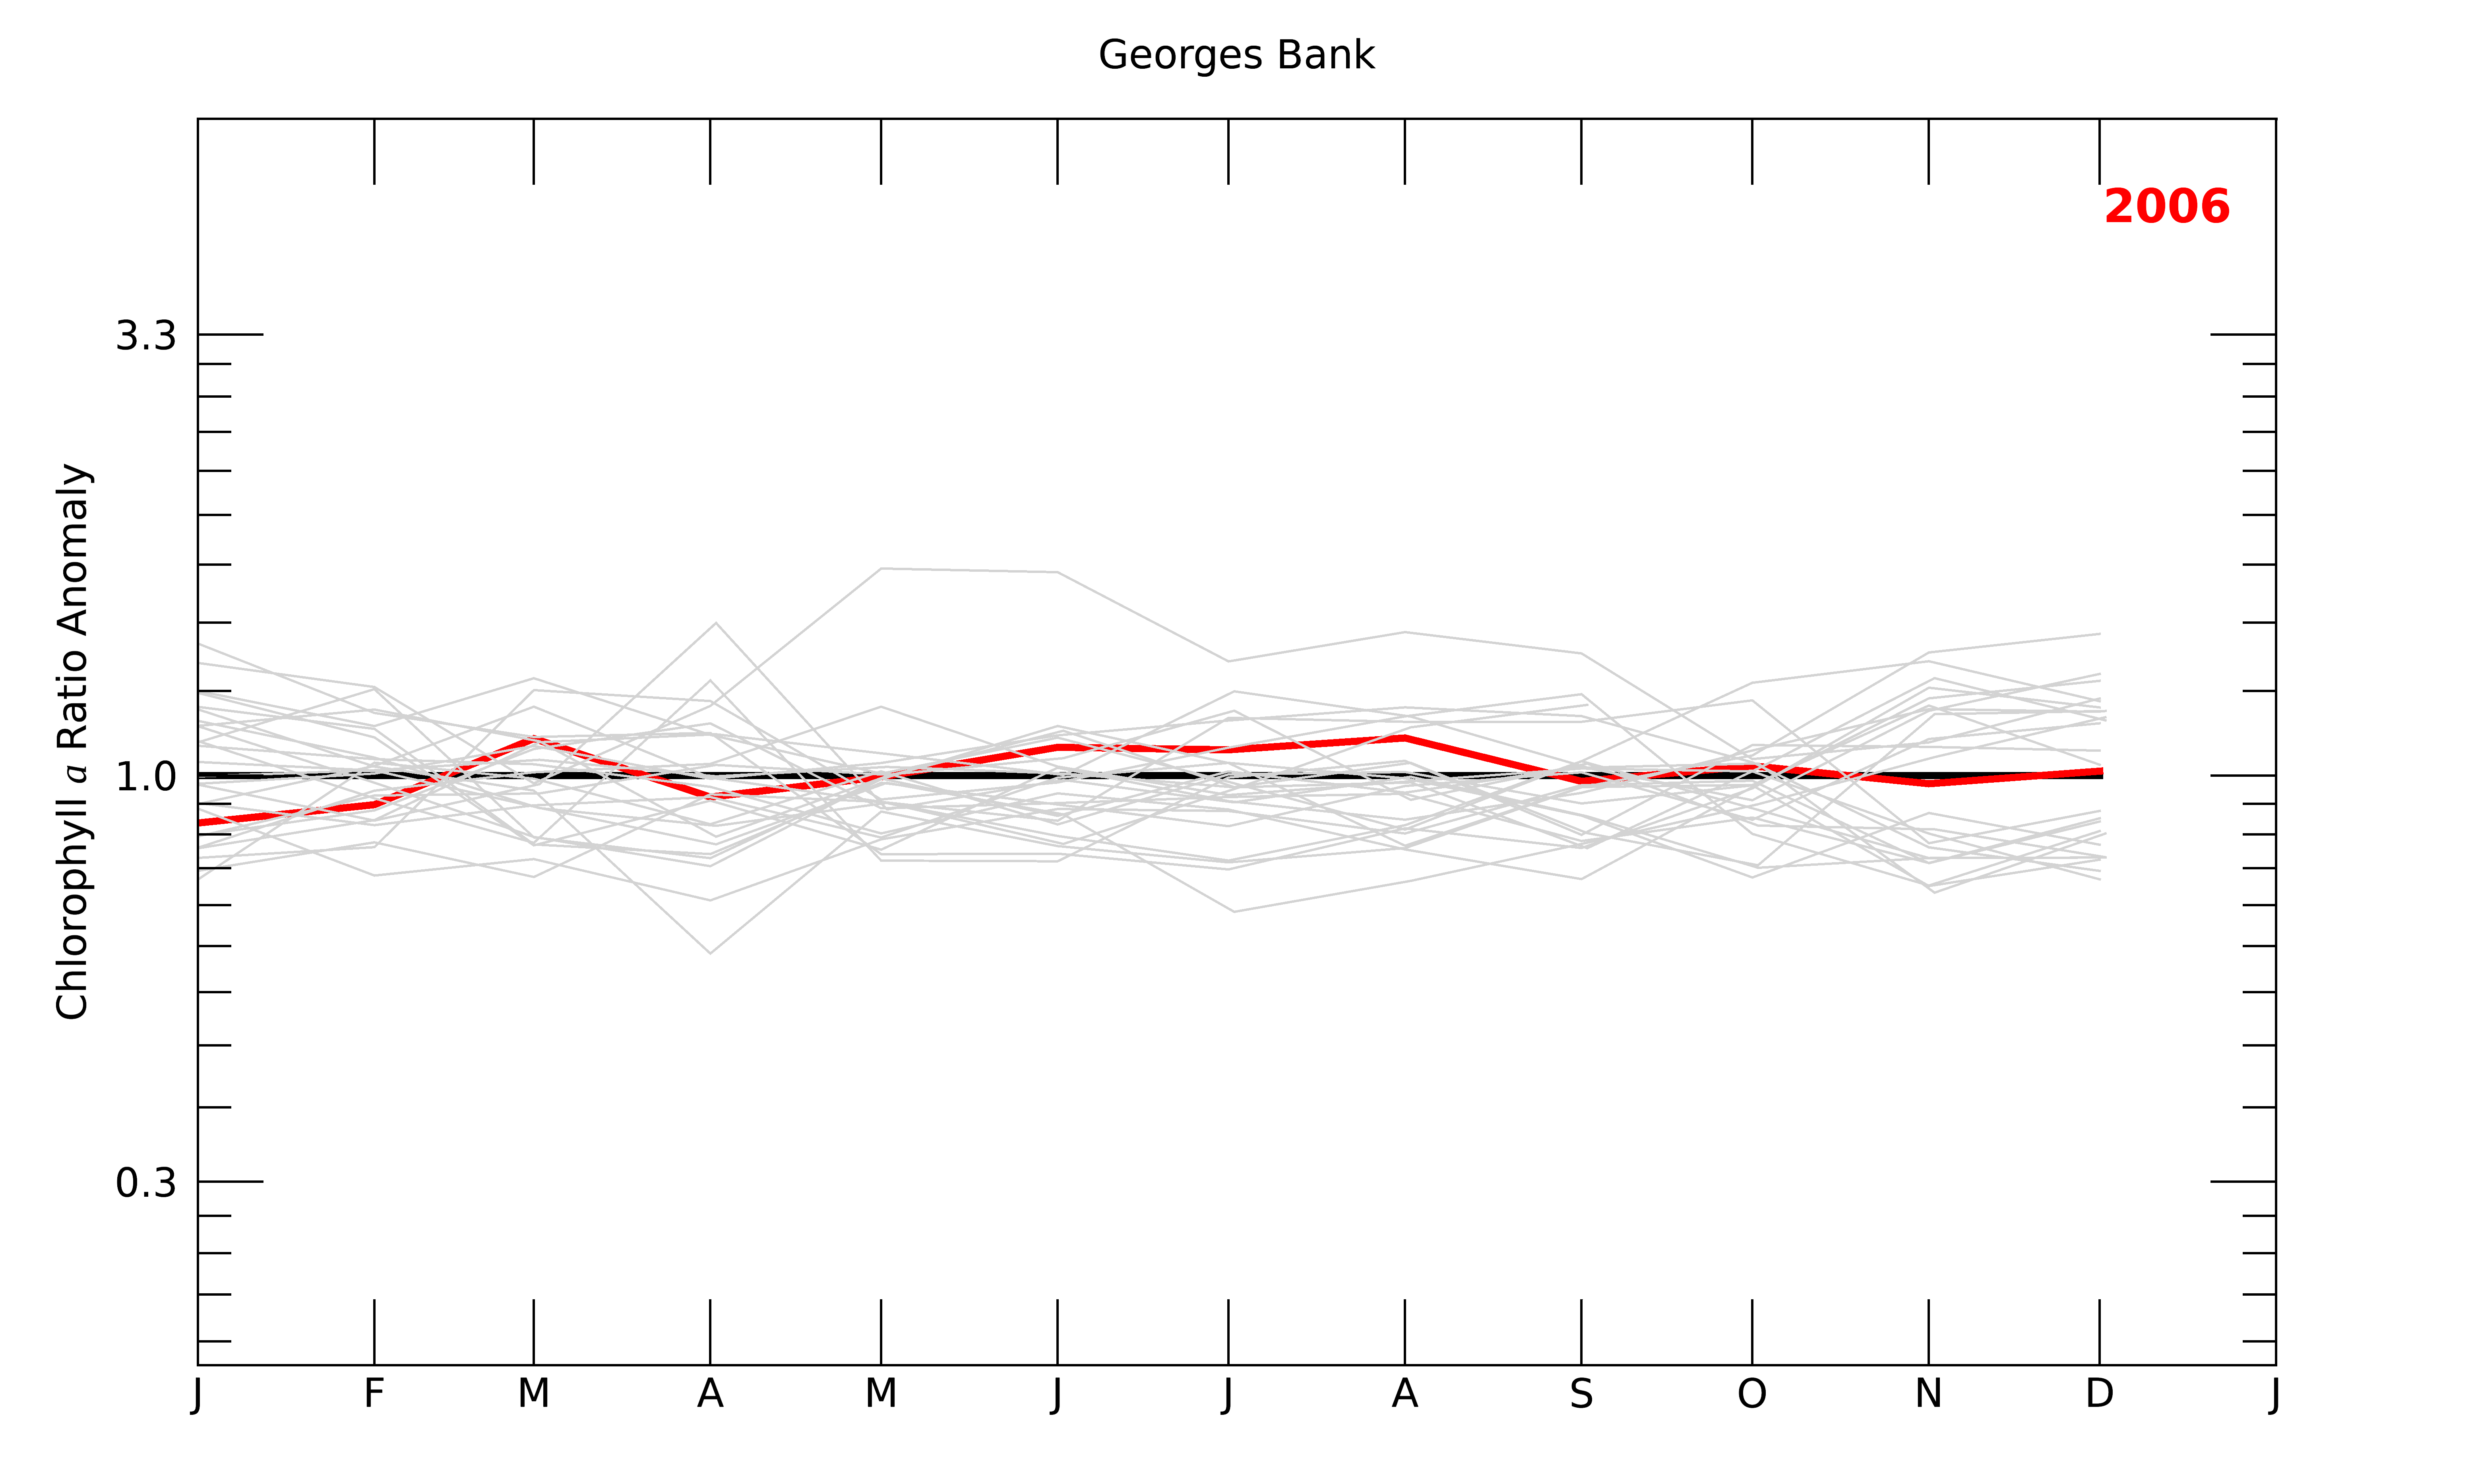 Georges Bank
2006
3.3
1.0
0.3
Chlorophyll a Ratio Anomaly
J F M A M J J A S O N D J